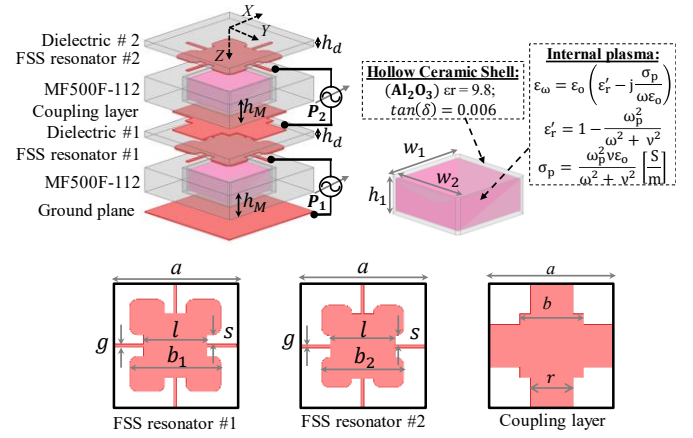 X
Y
Z
Dielectric # 2
FSS resonator #2
MF500F-112
Coupling layer
Dielectric #1
FSS resonator #1
MF500F-112
Ground plane
h_d
h_M
P_2
h_d
h_M
P_1
Hollow Ceramic Shell:
(Al₂O₃) εr = 9.8;
tan(δ) = 0.006
w_1
w_2
h_1
Internal plasma:
ε_ω = ε_o (ε'_r − j σ_p / ωε_o)
ε'_r = 1 − ω_p² / (ω² + ν²)
σ_p = ω_p² ν ε_o / (ω² + ν²) [S/m]
a
g
l
s
b_1
FSS resonator #1
a
g
l
s
b_2
FSS resonator #2
a
b
r
Coupling layer